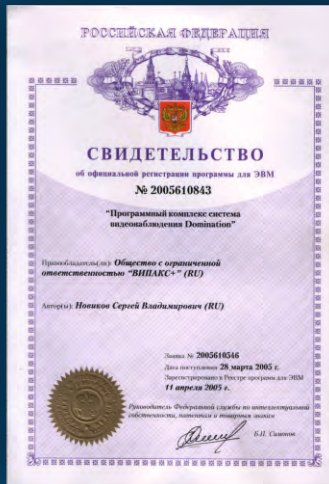 РОССИЙСКАЯ ФЕДЕРАЦИЯ
СВИДЕТЕЛЬСТВО
об официальной регистрации программы для ЭВМ
№ 2005610843
“Программный комплекс система
видеонаблюдения Domination”
Правообладатель(ли): Общество с ограниченной
ответственностью “ВИПАКС+” (RU)
Автор(ы): Новиков Сергей Владимирович (RU)
Заявка № 2005610546
Дата поступления 28 марта 2005 г.
Зарегистрировано в Реестре программ для ЭВМ
11 апреля 2005 г.
Руководитель Федеральной службы по интеллектуальной
собственности, патентам и товарным знакам
Б.П. Симонов